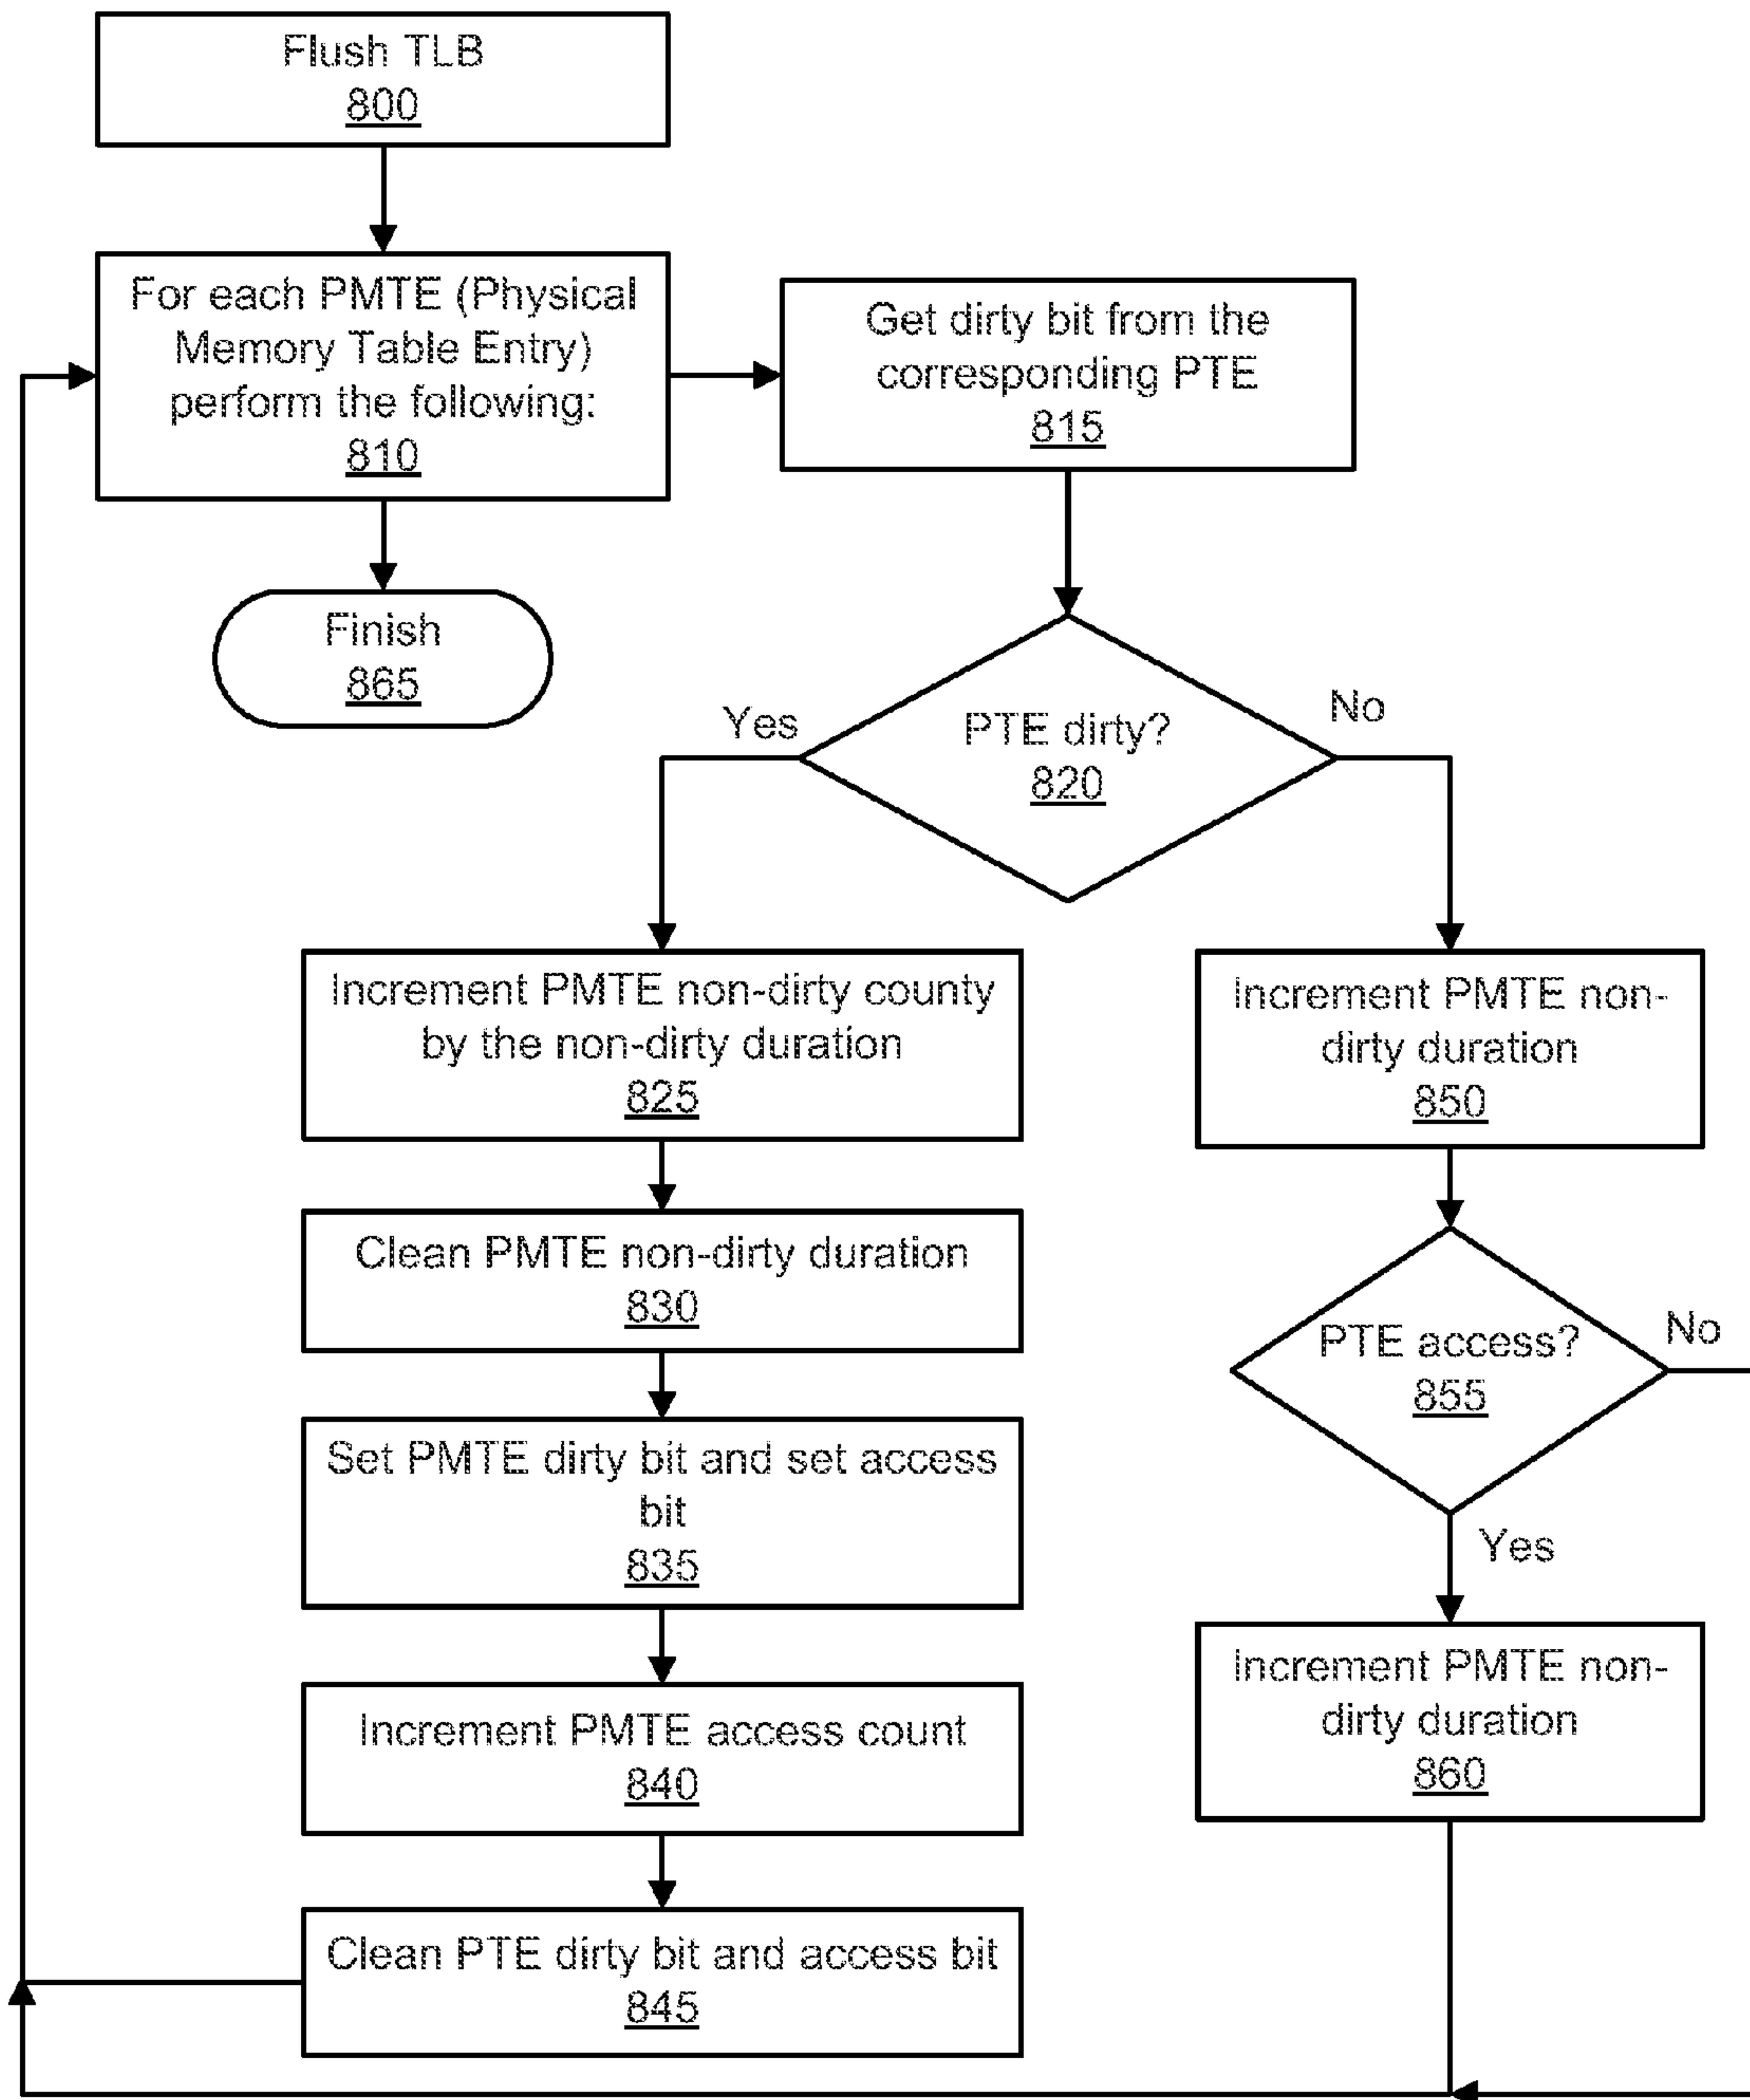 Flush TLB
800
For each PMTE (Physical
Memory Table Entry)
perform the following:
810
Get dirty bit from the
corresponding PTE
815
Finish
865
Yes
PTE dirty?
820
No
Increment PMTE non-dirty county
by the non-dirty duration
825
Increment PMTE non-
dirty duration
850
Clean PMTE non-dirty duration
830
PTE access?
855
No
Set PMTE dirty bit and set access
bit
835
Yes
Increment PMTE access count
840
Increment PMTE non-
dirty duration
860
Clean PTE dirty bit and access bit
845